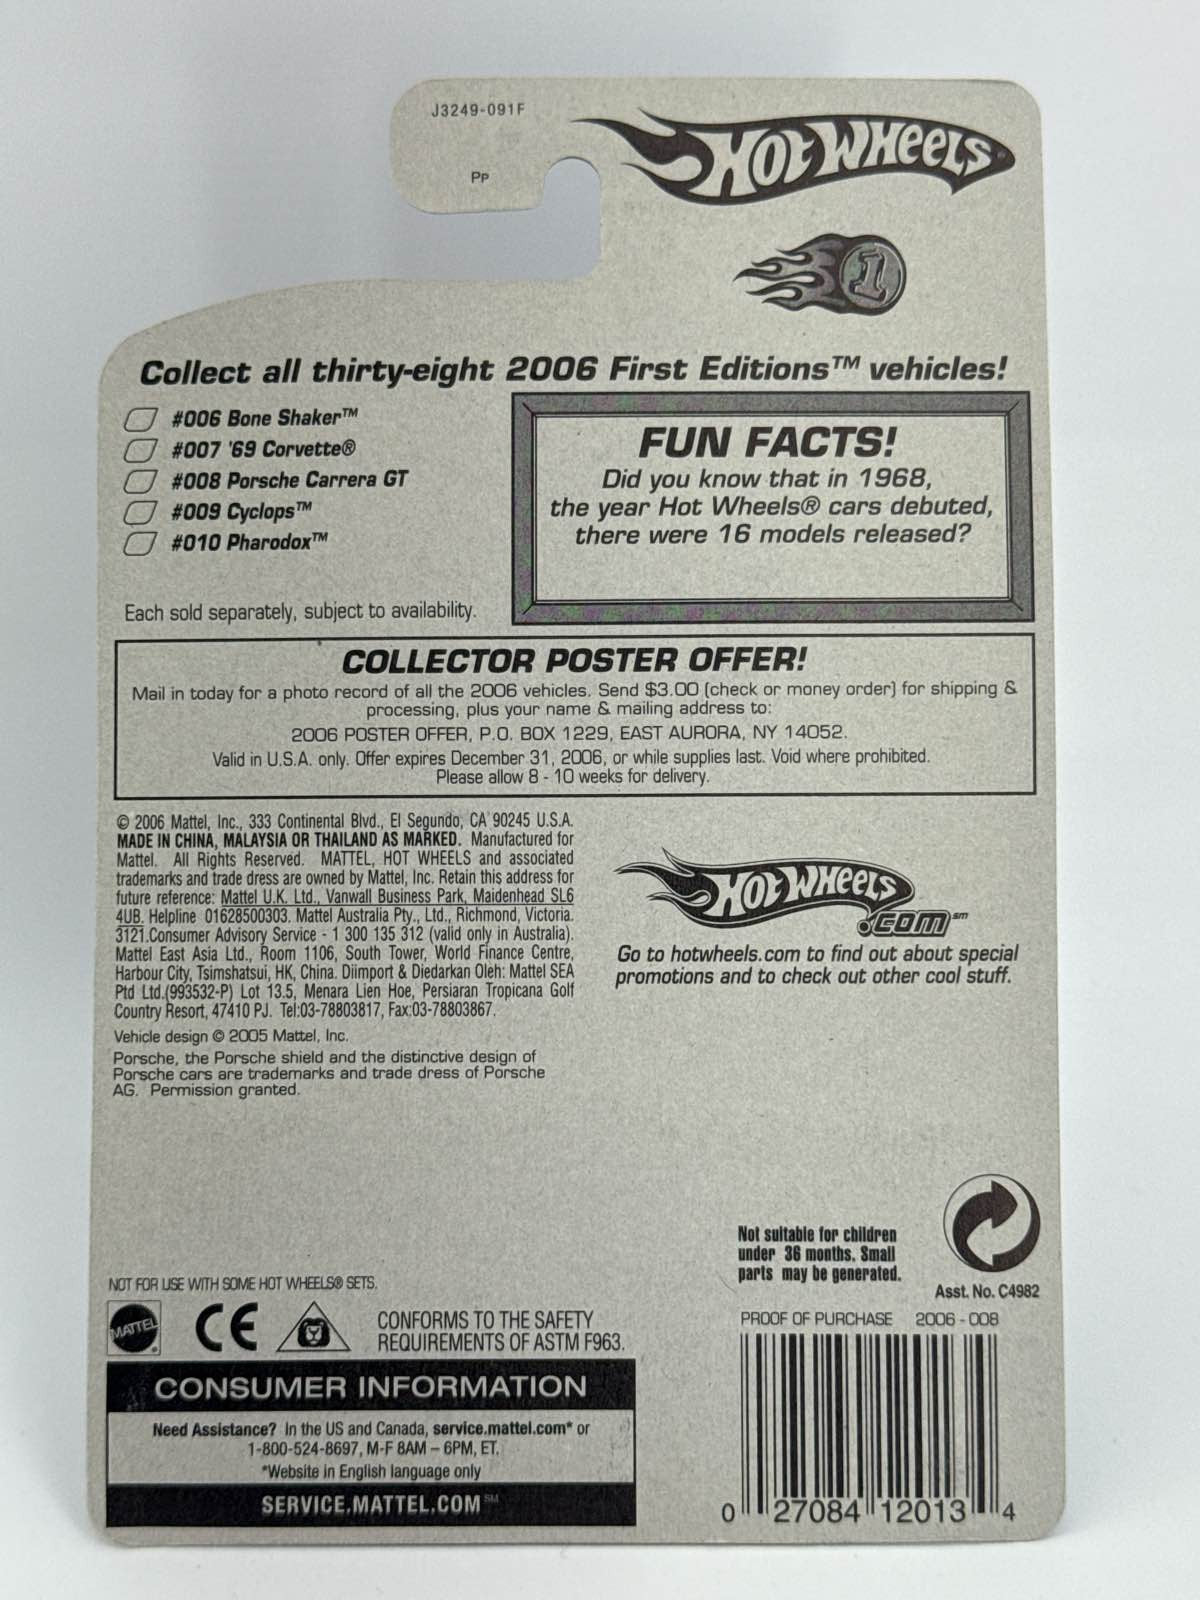 J3249-091F
Pp
HOT WHEELS
1
Collect all thirty-eight 2006 First Editions™ vehicles!
#006 Bone Shaker™
#007 '69 Corvette®
#008 Porsche Carrera GT
#009 Cyclops™
#010 Pharodox™
Each sold separately, subject to availability.
FUN FACTS!
Did you know that in 1968,
the year Hot Wheels® cars debuted,
there were 16 models released?
COLLECTOR POSTER OFFER!
Mail in today for a photo record of all the 2006 vehicles. Send $3.00 (check or money order) for shipping &
processing, plus your name & mailing address to:
2006 POSTER OFFER, P.O. BOX 1229, EAST AURORA, NY 14052.
Valid in U.S.A. only. Offer expires December 31, 2006, or while supplies last. Void where prohibited.
Please allow 8 - 10 weeks for delivery.
© 2006 Mattel, Inc., 333 Continental Blvd., El Segundo, CA 90245 U.S.A.
MADE IN CHINA, MALAYSIA OR THAILAND AS MARKED. Manufactured for
Mattel. All Rights Reserved. MATTEL, HOT WHEELS and associated
trademarks and trade dress are owned by Mattel, Inc. Retain this address for
future reference: Mattel U.K. Ltd., Vanwall Business Park, Maidenhead SL6
4UB. Helpline 01628500303. Mattel Australia Pty., Ltd., Richmond, Victoria.
3121.Consumer Advisory Service - 1 300 135 312 (valid only in Australia).
Mattel East Asia Ltd., Room 1106, South Tower, World Finance Centre,
Harbour City, Tsimshatsui, HK, China. Diimport & Diedarkan Oleh: Mattel SEA
Ptd Ltd.(993532-P) Lot 13.5, Menara Lien Hoe, Persiaran Tropicana Golf
Country Resort, 47410 PJ. Tel:03-78803817, Fax:03-78803867.
Vehicle design © 2005 Mattel, Inc.
Porsche, the Porsche shield and the distinctive design of
Porsche cars are trademarks and trade dress of Porsche
AG. Permission granted.
HOT WHEELS
.COM℠
Go to hotwheels.com to find out about special
promotions and to check out other cool stuff.
Not suitable for children
under 36 months. Small
parts may be generated.
Asst. No. C4982
NOT FOR USE WITH SOME HOT WHEELS® SETS.
MATTEL®
CE
CONFORMS TO THE SAFETY
REQUIREMENTS OF ASTM F963.
CONSUMER INFORMATION
Need Assistance? In the US and Canada, service.mattel.com* or
1-800-524-8697, M-F 8AM – 6PM, ET.
*Website in English language only
SERVICE.MATTEL.COM℠
PROOF OF PURCHASE 2006 - 008
0 27084 12013 4